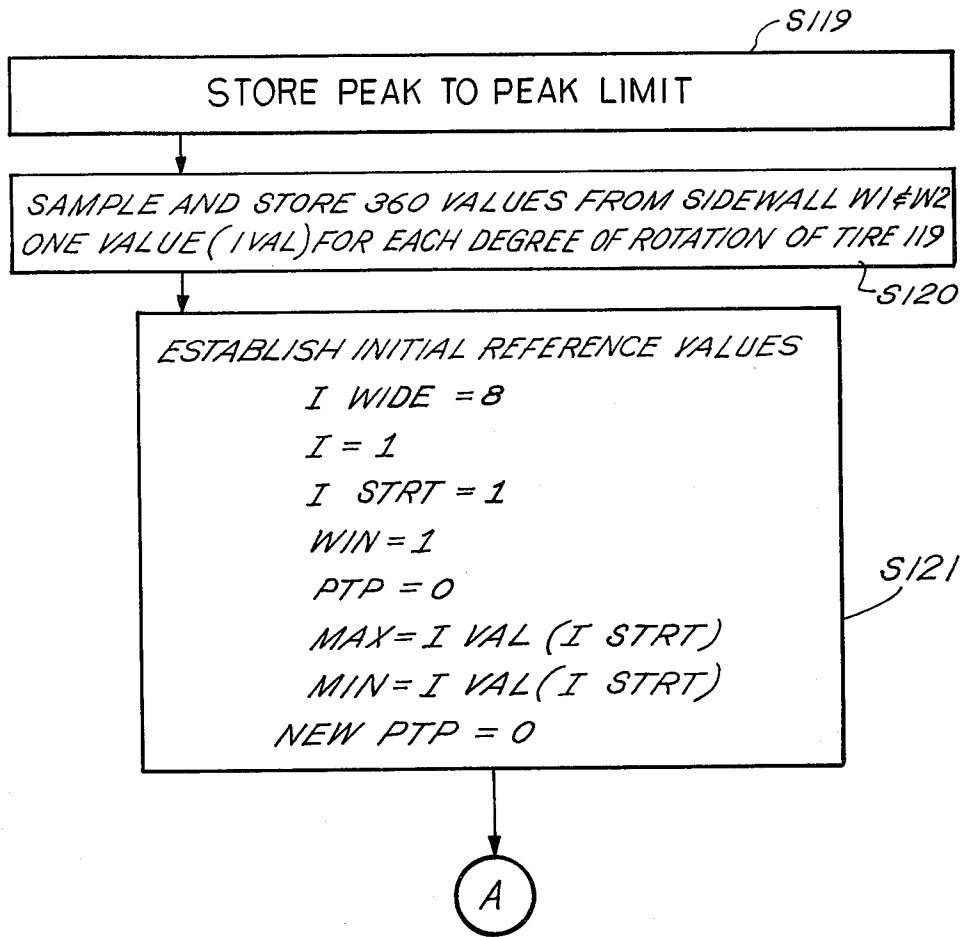 S119
STORE PEAK TO PEAK LIMIT
SAMPLE AND STORE 360 VALUES FROM SIDEWALL W1&W2
ONE VALUE (IVAL) FOR EACH DEGREE OF ROTATION OF TIRE 119
S120
ESTABLISH INITIAL REFERENCE VALUES
I WIDE = 8
I = 1
I STRT = 1
WIN = 1
PTP = 0
MAX = I VAL (I STRT)
MIN = I VAL (I STRT)
NEW PTP = 0
S121
A